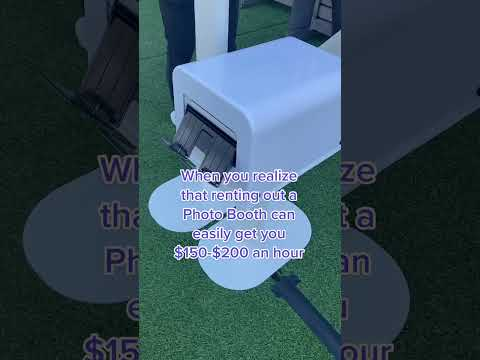 When you realize
that renting out a
Photo Booth can
easily get you
$150-$200 an hour